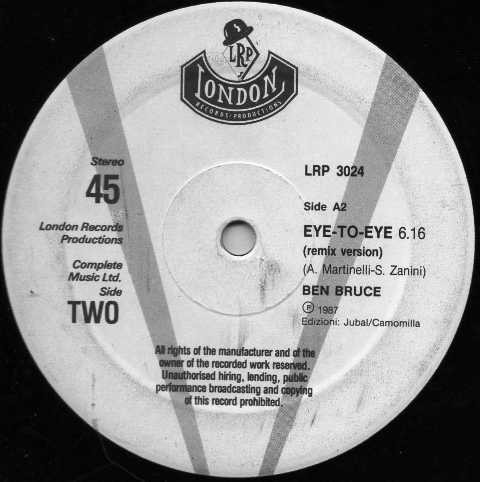 LRP
LONDON
RECORDS·PRODUCTIONS
Stereo
45
London Records
Productions
Complete
Music Ltd.
Side
TWO
LRP 3024
Side A2
EYE-TO-EYE 6.16
(remix version)
(A. Martinelli-S. Zanini)
BEN BRUCE
℗ 1987
Edizioni: Jubal/Camomilla
All rights of the manufacturer and of the
owner of the recorded work reserved.
Unauthorised hiring, lending, public
performance broadcasting and copying
of this record prohibited.